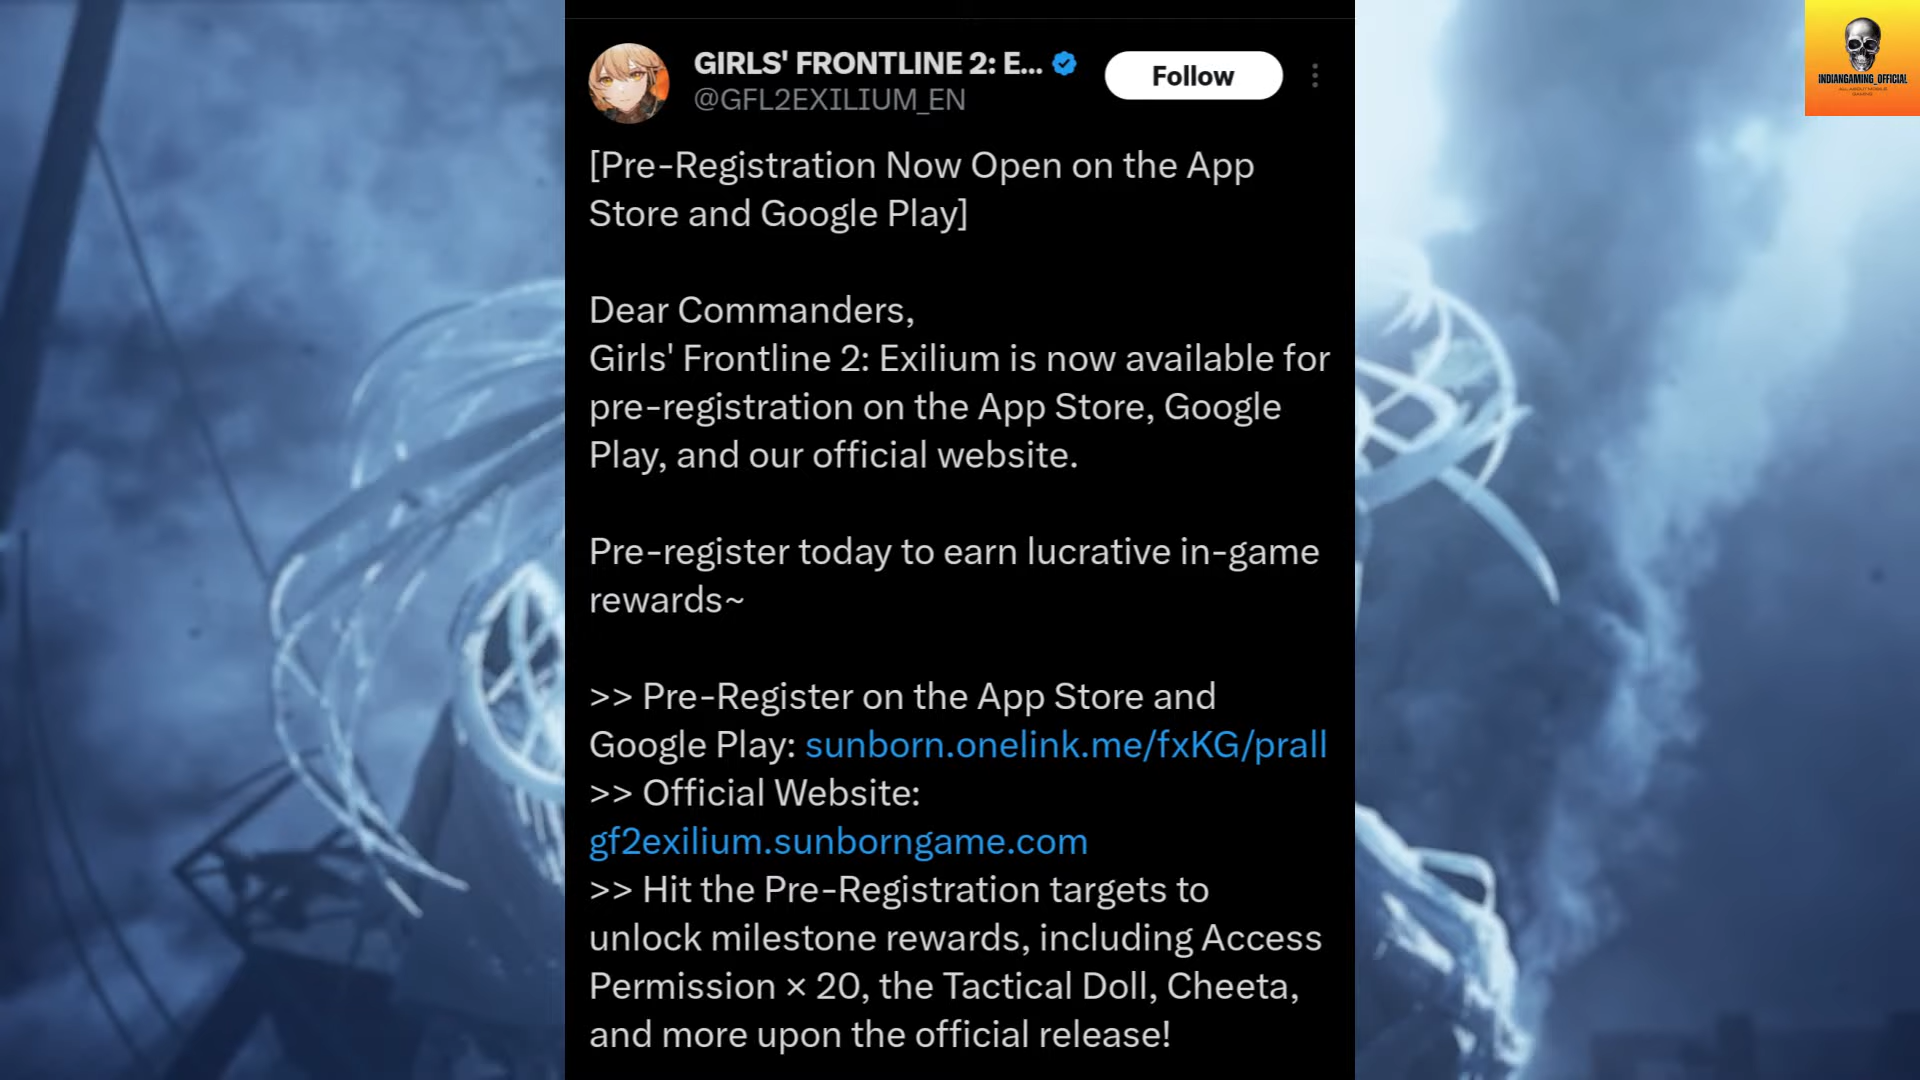 GIRLS' FRONTLINE 2: E...
@GFL2EXILIUM_EN
Follow
INDIANGAMING_OFFICIAL
ALL ABOUT MOBILE
GAMING
[Pre-Registration Now Open on the App
Store and Google Play]
Dear Commanders,
Girls' Frontline 2: Exilium is now available for
pre-registration on the App Store, Google
Play, and our official website.
Pre-register today to earn lucrative in-game
rewards~
>> Pre-Register on the App Store and
Google Play: sunborn.onelink.me/fxKG/prall
>> Official Website:
gf2exilium.sunborngame.com
>> Hit the Pre-Registration targets to
unlock milestone rewards, including Access
Permission × 20, the Tactical Doll, Cheeta,
and more upon the official release!